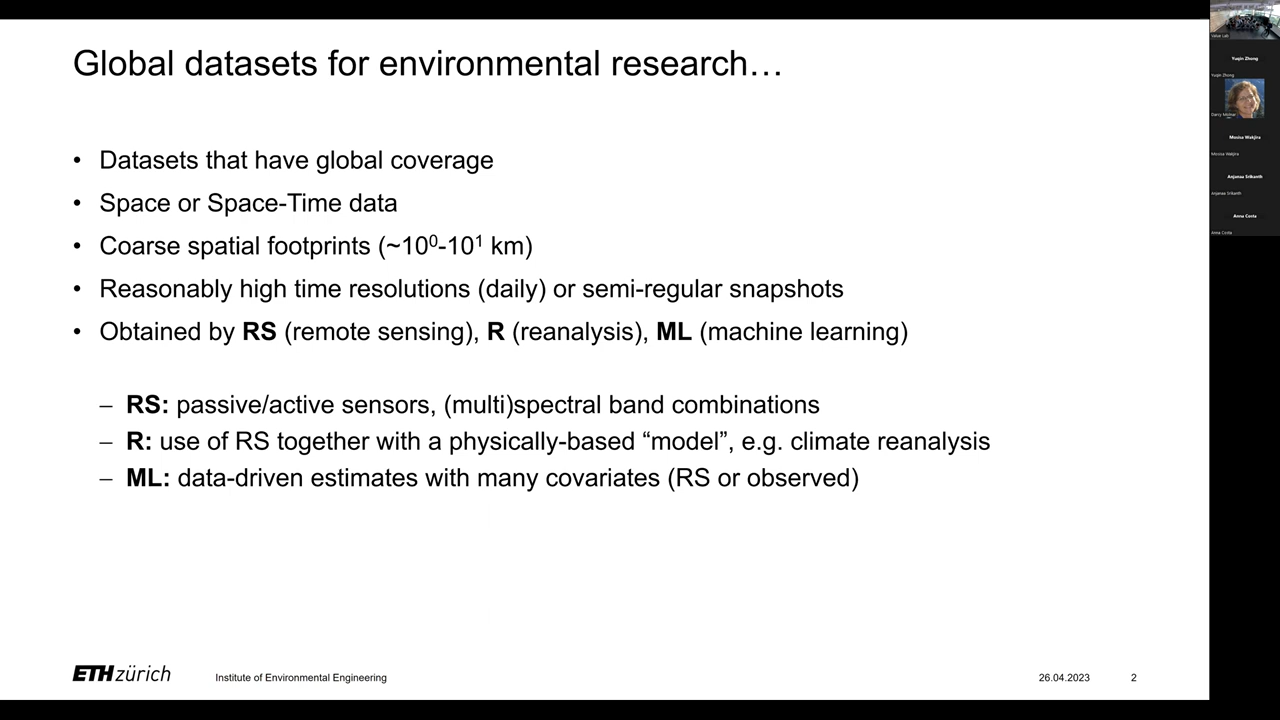 Global datasets for environmental research…
• Datasets that have global coverage
• Space or Space-Time data
• Coarse spatial footprints (~10⁰-10¹ km)
• Reasonably high time resolutions (daily) or semi-regular snapshots
• Obtained by RS (remote sensing), R (reanalysis), ML (machine learning)
– RS: passive/active sensors, (multi)spectral band combinations
– R: use of RS together with a physically-based “model”, e.g. climate reanalysis
– ML: data-driven estimates with many covariates (RS or observed)
ETH zürich
Institute of Environmental Engineering
26.04.2023
2
Yuqin Zhong
Yuqin Zhong
Mosisa Wakjira
Mosisa Wakjira
Anjanaa Srikanth
Anjanaa Srikanth
Anna Costa
Anna Costa